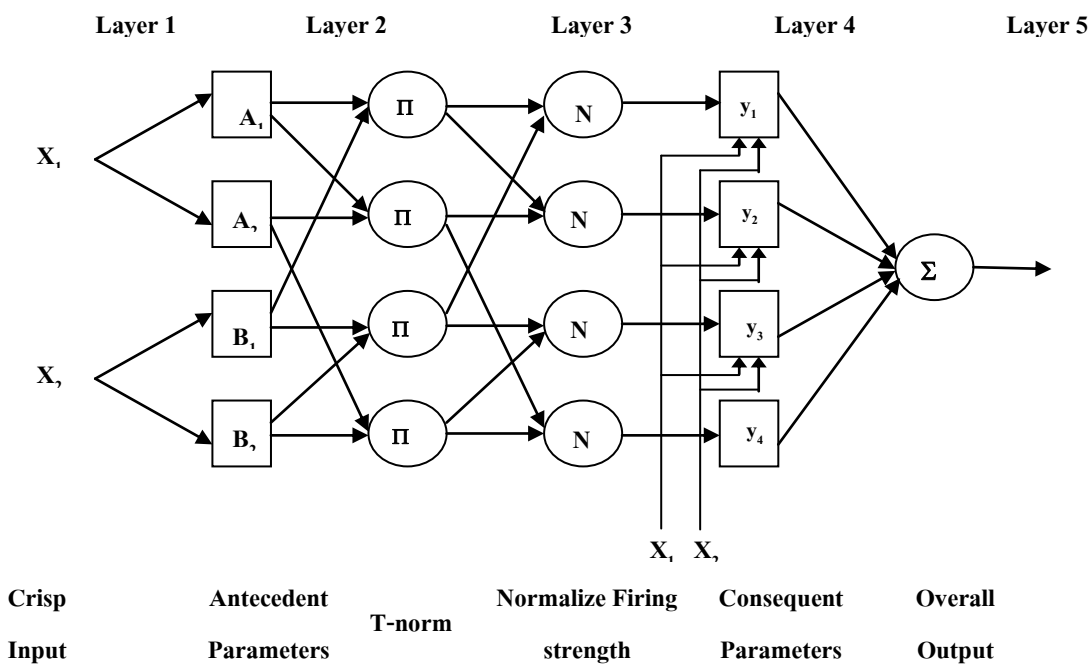 Layer 1 Layer 2 Layer 3 Layer 4 Layer 5
A₁ Π N y₁
X₁
A₂ Π N y₂
Σ
B₁ Π N y₃
X₂
B₂ Π N y₄
X₁ X₂
Crisp Antecedent Normalize Firing Consequent Overall
T-norm
Input Parameters strength Parameters Output